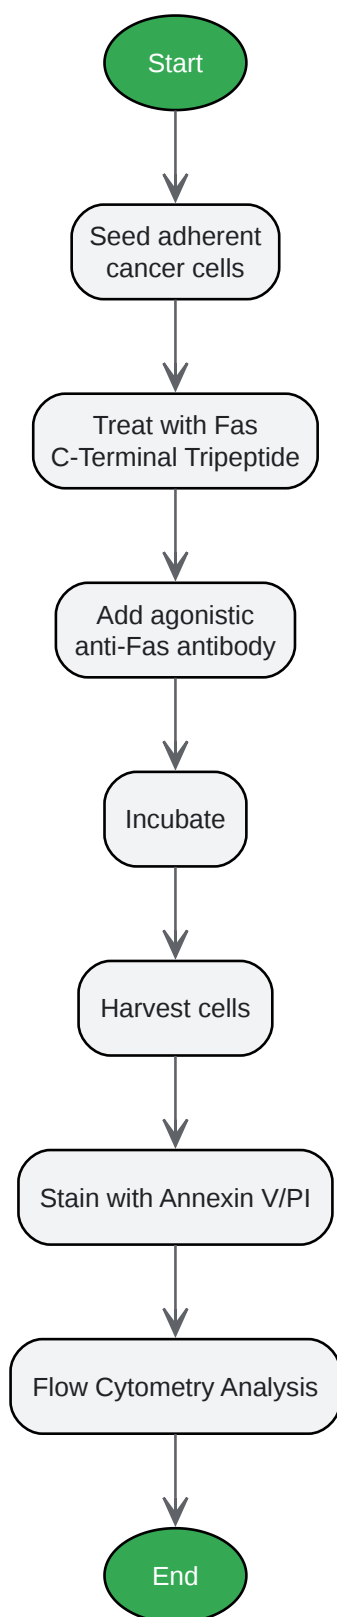 Start
Seed adherent
cancer cells
Treat with Fas
C-Terminal Tripeptide
Add agonistic
anti-Fas antibody
Incubate
Harvest cells
Stain with Annexin V/PI
Flow Cytometry Analysis
End